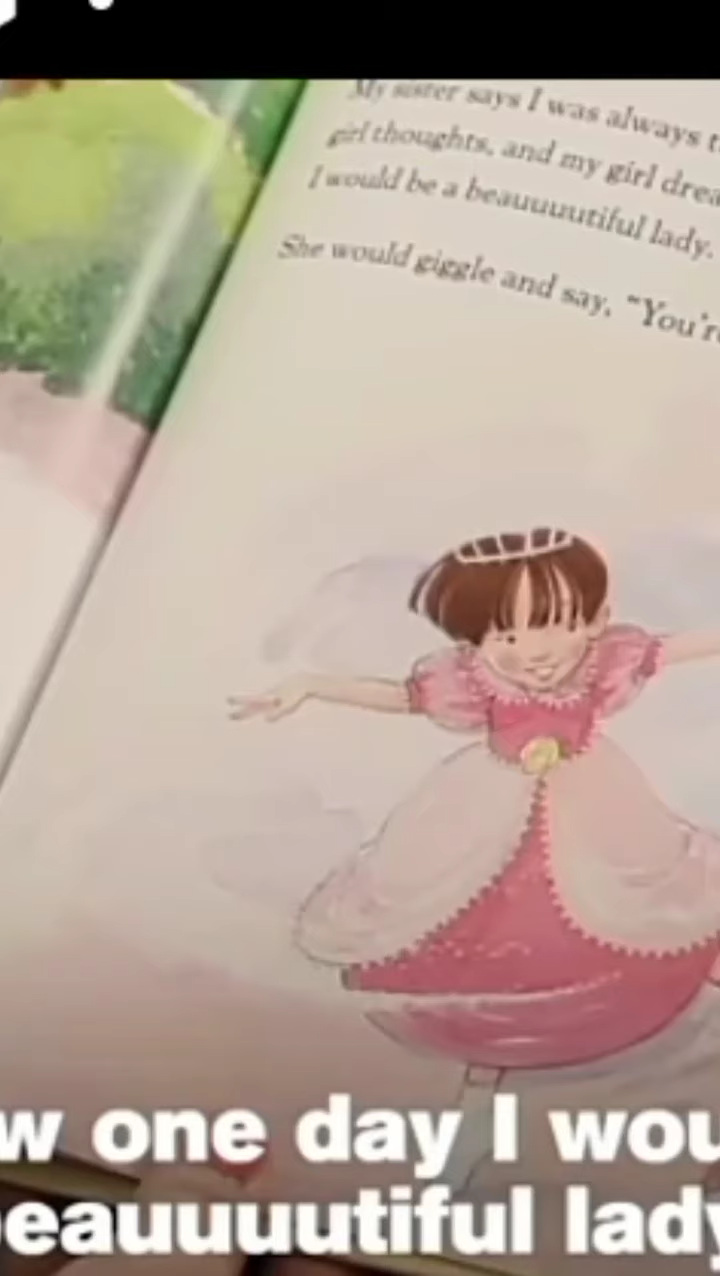 My sister says I was always t
girl thoughts, and my girl drea
I would be a beauuuutiful lady.
She would giggle and say, "You're
w one day I wou
eauuuutiful lady